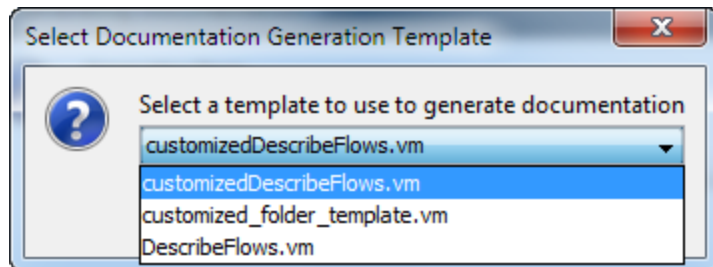 Select Documentation Generation Template
Select a template to use to generate documentation
customizedDescribeFlows.vm
customizedDescribeFlows.vm
customized_folder_template.vm
DescribeFlows.vm